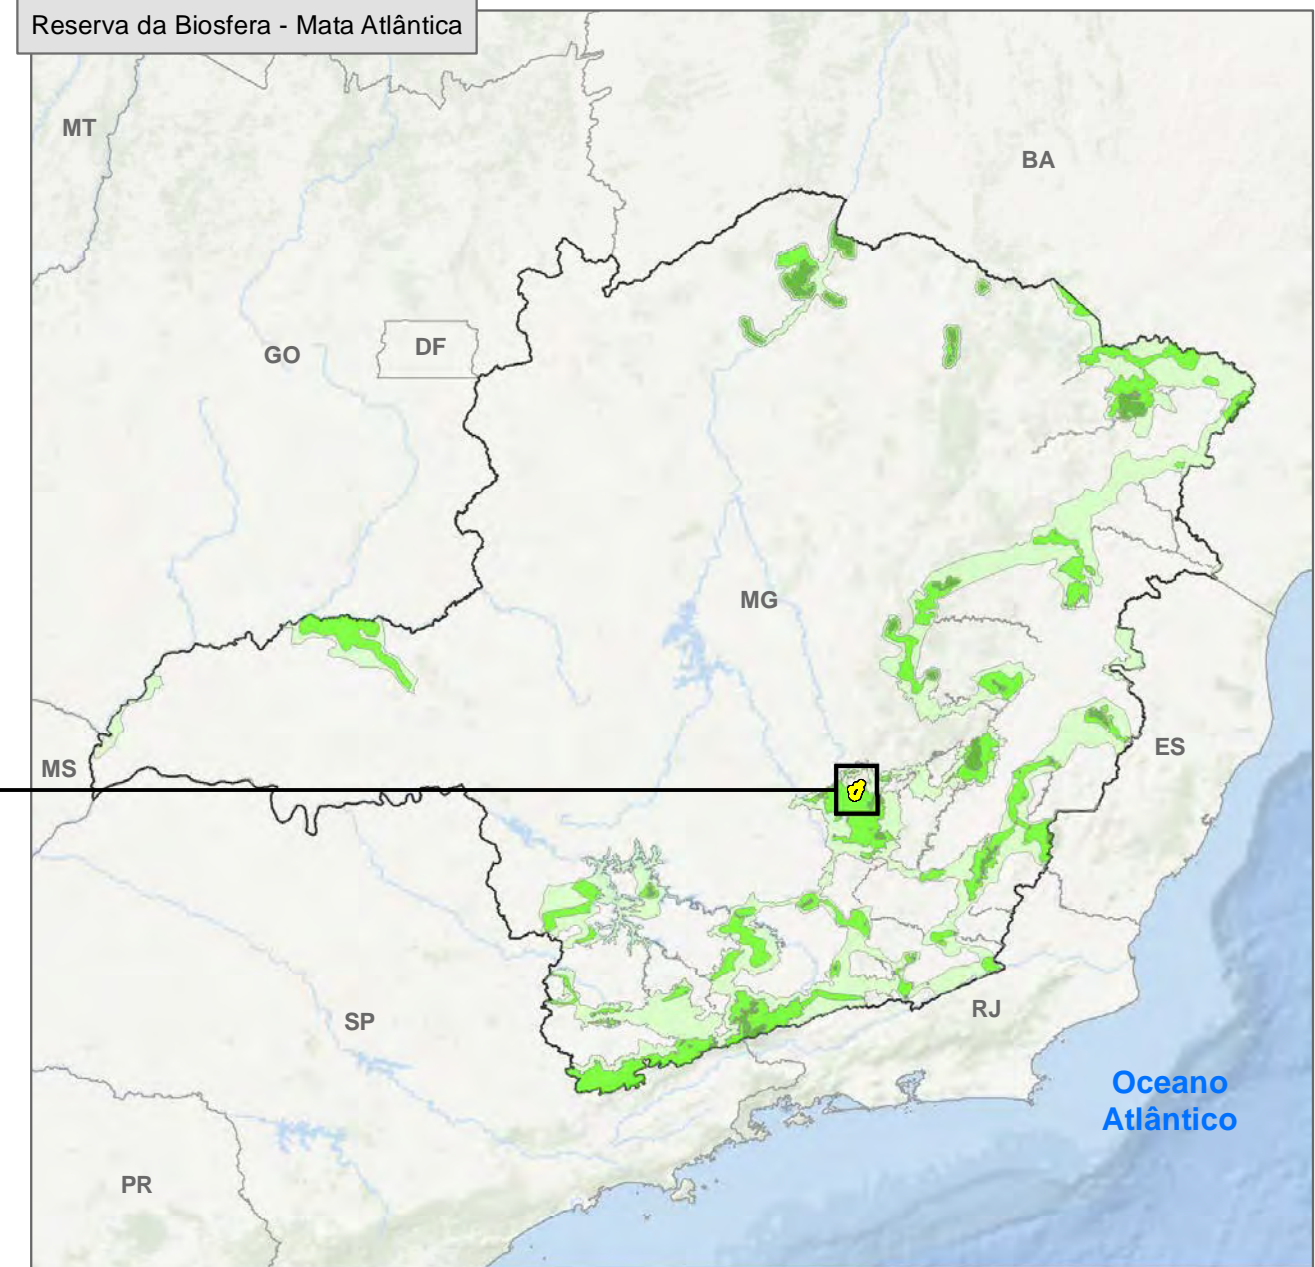 Reserva da Biosfera - Mata Atlântica
MT
BA
GO
DF
MG
ES
MS
SP
RJ
Oceano
Atlântico
PR